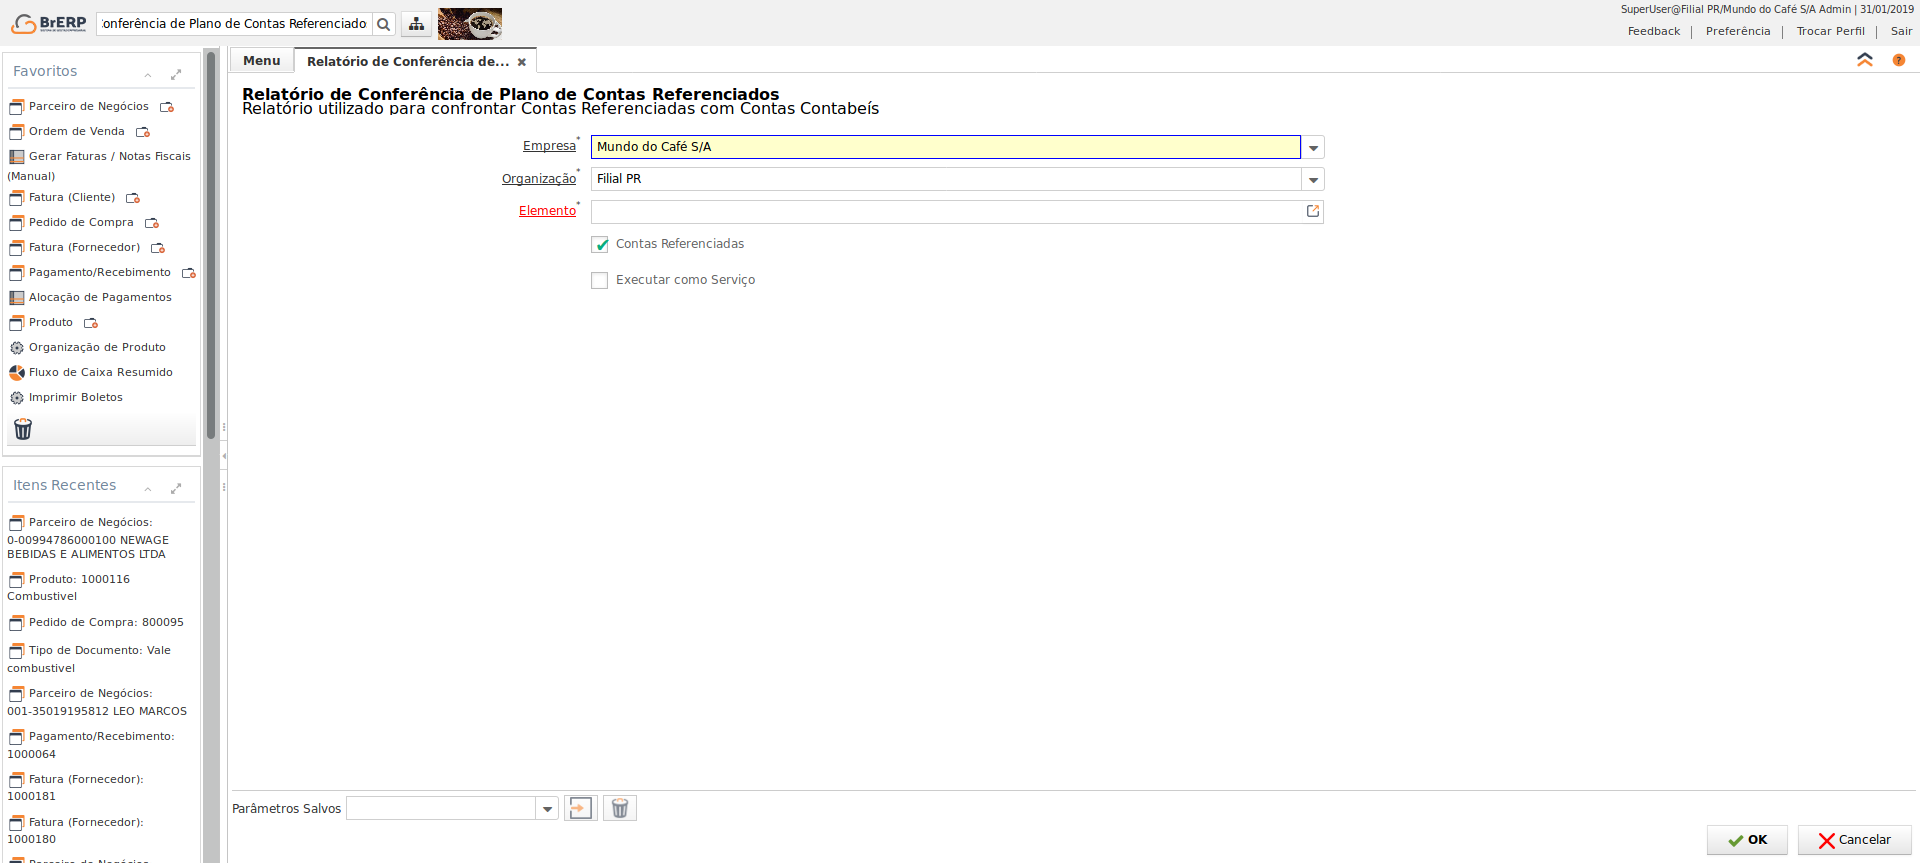 BrERP
onferência de Plano de Contas Referenciado
SuperUser@Filial PR/Mundo do Café S/A Admin | 31/01/2019
Feedback | Preferência | Trocar Perfil | Sair
Favoritos
Parceiro de Negócios
Ordem de Venda
Gerar Faturas / Notas Fiscais
(Manual)
Fatura (Cliente)
Pedido de Compra
Fatura (Fornecedor)
Pagamento/Recebimento
Alocação de Pagamentos
Produto
Organização de Produto
Fluxo de Caixa Resumido
Imprimir Boletos
Itens Recentes
Parceiro de Negócios:
0-00994786000100 NEWAGE
BEBIDAS E ALIMENTOS LTDA
Produto: 1000116
Combustivel
Pedido de Compra: 800095
Tipo de Documento: Vale
combustivel
Parceiro de Negócios:
001-35019195812 LEO MARCOS
Pagamento/Recebimento:
1000064
Fatura (Fornecedor):
1000181
Fatura (Fornecedor):
1000180
Parceiro de Negócios
Menu
Relatório de Conferência de...
Relatório de Conferência de Plano de Contas Referenciados
Relatório utilizado para confrontar Contas Referenciadas com Contas Contabeís
Empresa* Mundo do Café S/A
Organização* Filial PR
Elemento*
Contas Referenciadas
Executar como Serviço
Parâmetros Salvos
OK
Cancelar